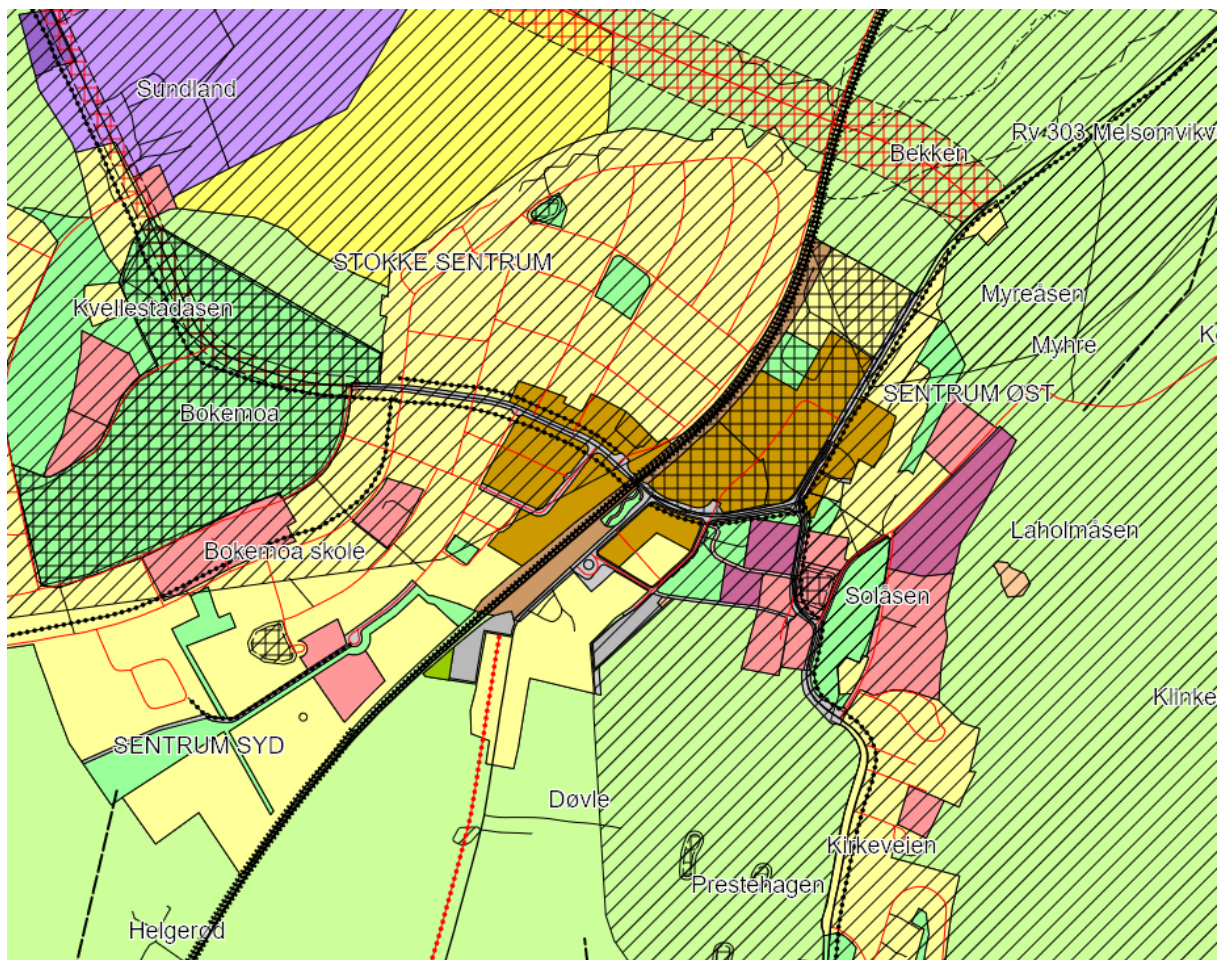 Sundland
Rv 303 Melsomvikv
Bekken
STOKKE SENTRUM
Kvellestadåsen
Myreåsen
Myhre
SENTRUM ØST
Bokemoa
Laholmåsen
Bokemoa skole
Solåsen
Klinke
SENTRUM SYD
Døvle
Kirkeveien
Prestehagen
Helgerød